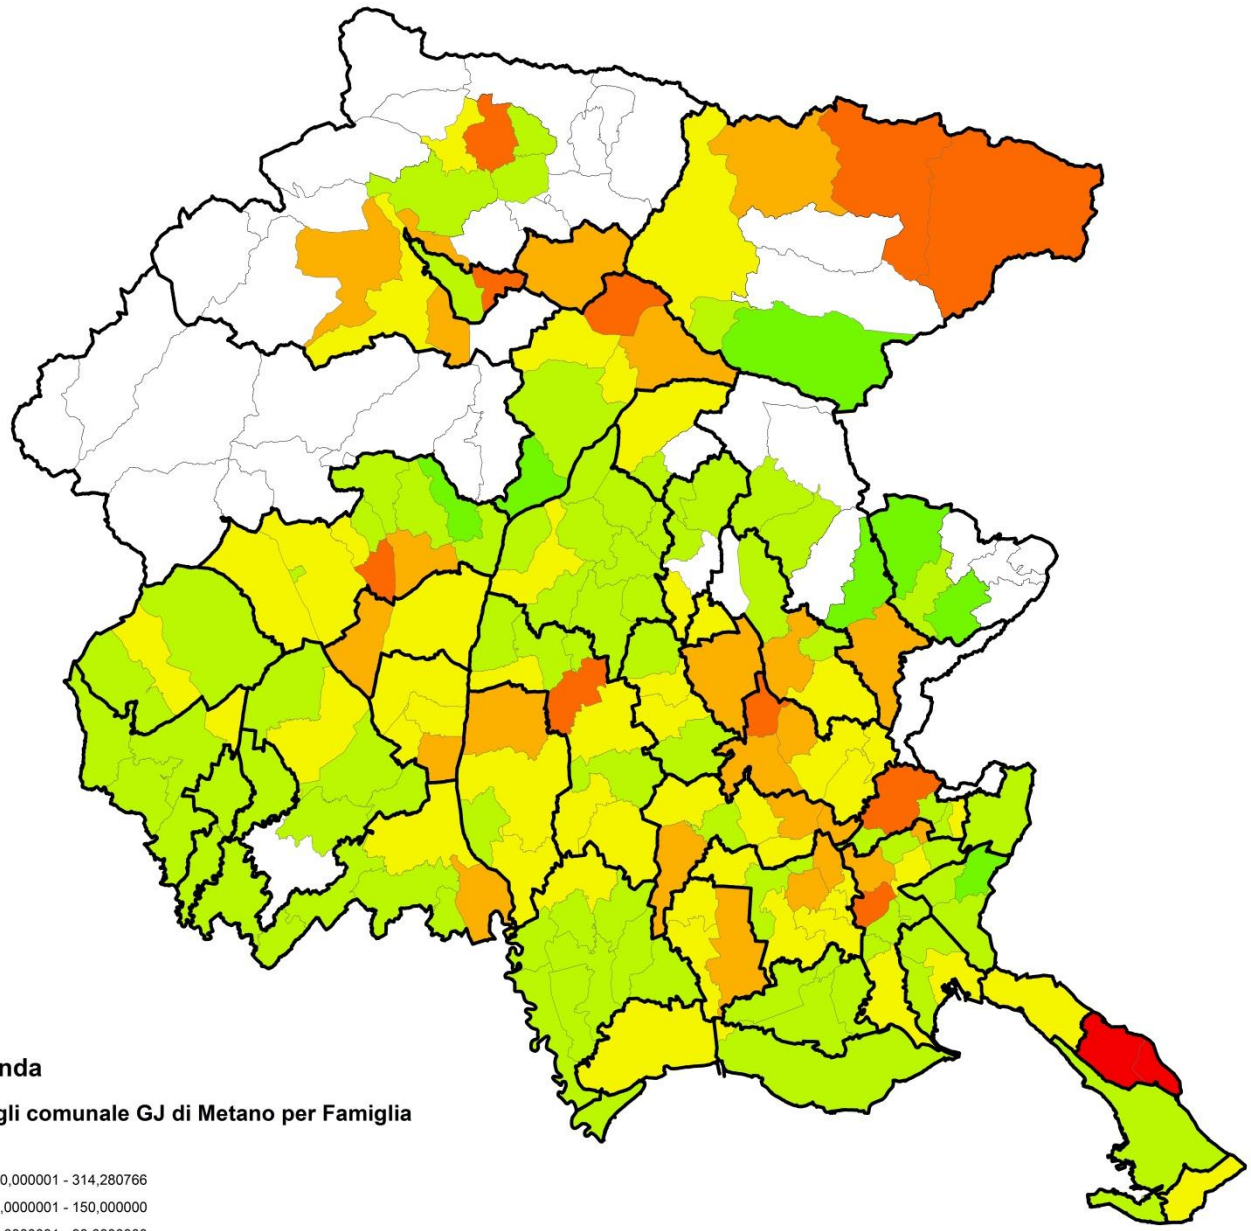 nda
gli comunale GJ di Metano per Famiglia
0,000001 - 314,280766
,0000001 - 150,000000